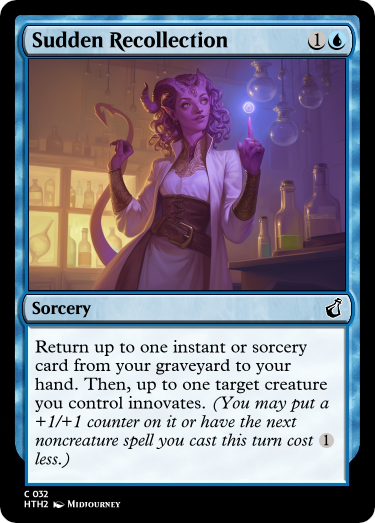 Sudden Recollection 1
Sorcery
Return up to one instant or sorcery
card from your graveyard to your
hand. Then, up to one target creature
you control innovates. (You may put a
+1/+1 counter on it or have the next
noncreature spell you cast this turn cost 1
less.)
C 032
HTH2 Midjourney